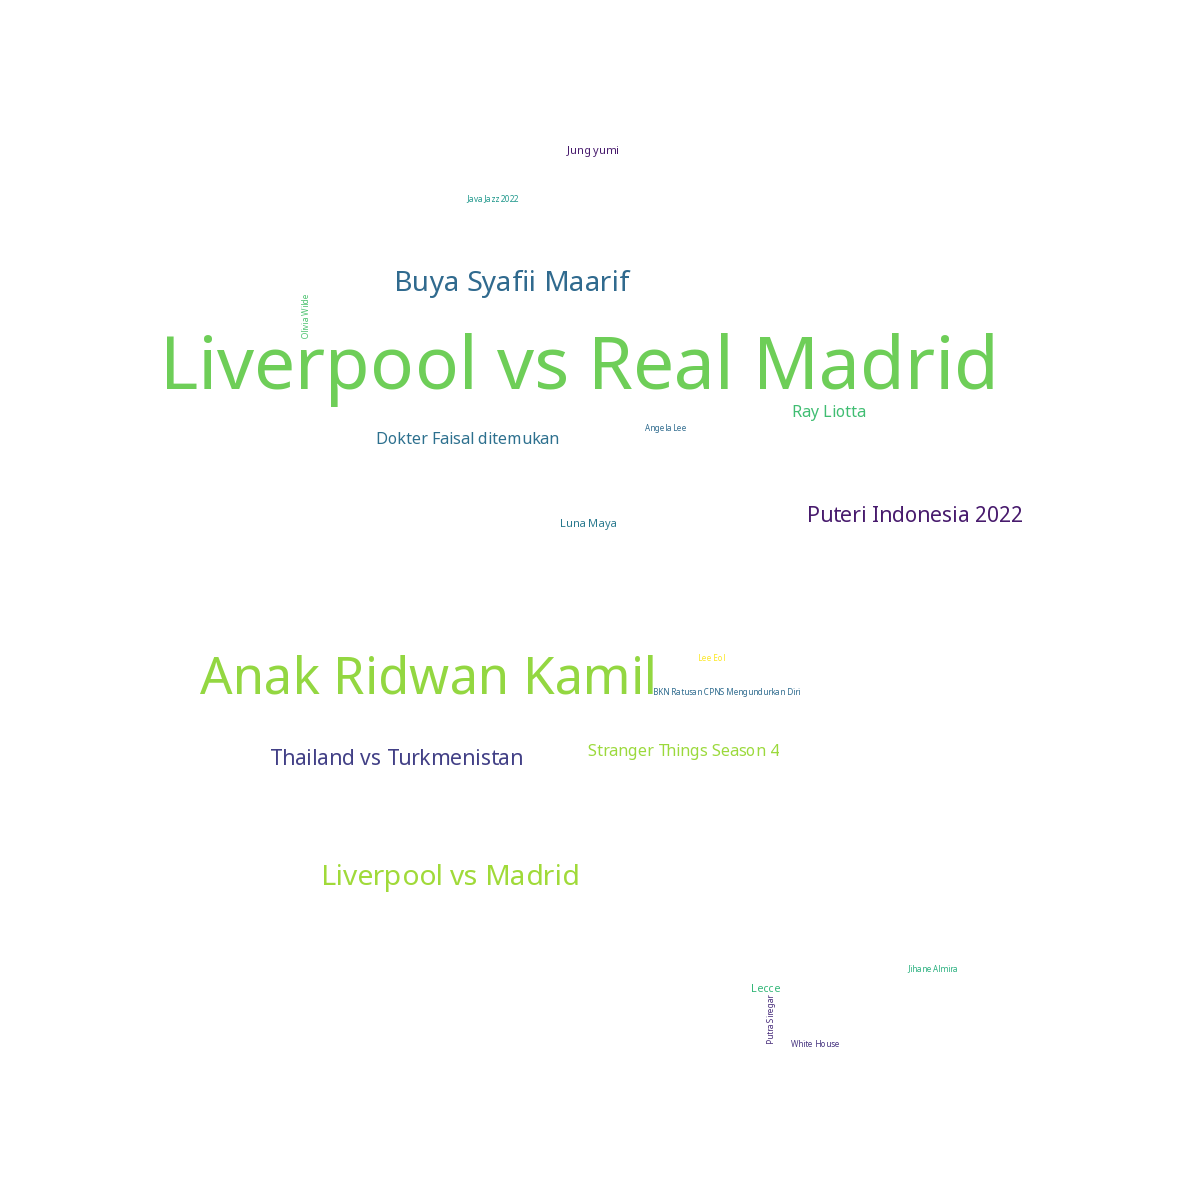 Jung yumi
Java Jazz 2022
Buya Syafii Maarif
Olivia Wilde
Liverpool vs Real Madrid
Ray Liotta
Angela Lee
Dokter Faisal ditemukan
Puteri Indonesia 2022
Luna Maya
Lee Enf
Anak Ridwan Kamil
BKN Ratusan CPNS Mengundurkan Diri
Stranger Things Season 4
Thailand vs Turkmenistan
Liverpool vs Madrid
Jihane Almira
Lecce
Putra Siregar
White House